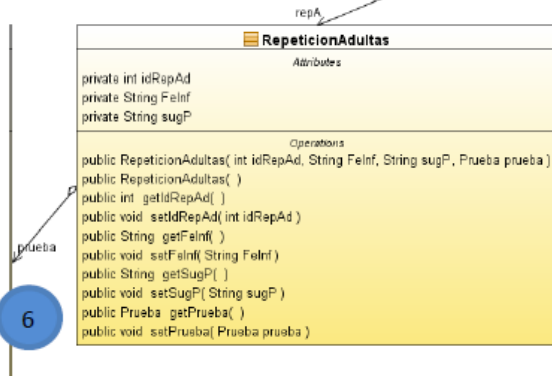 repA
RepeticionAdultas
Attributes
private int idRepAd
private String FeInf
private String sugP
Operations
public RepeticionAdultas( int idRepAd, String FeInf, String sugP, Prueba prueba )
public RepeticionAdultas( )
public int getIdRepAd( )
public void setIdRepAd( int idRepAd )
public String getFeInf( )
public void setFeInf( String FeInf )
public String getSugP( )
public void setSugP( String sugP )
public Prueba getPrueba( )
public void setPrueba( Prueba prueba )
prueba
6